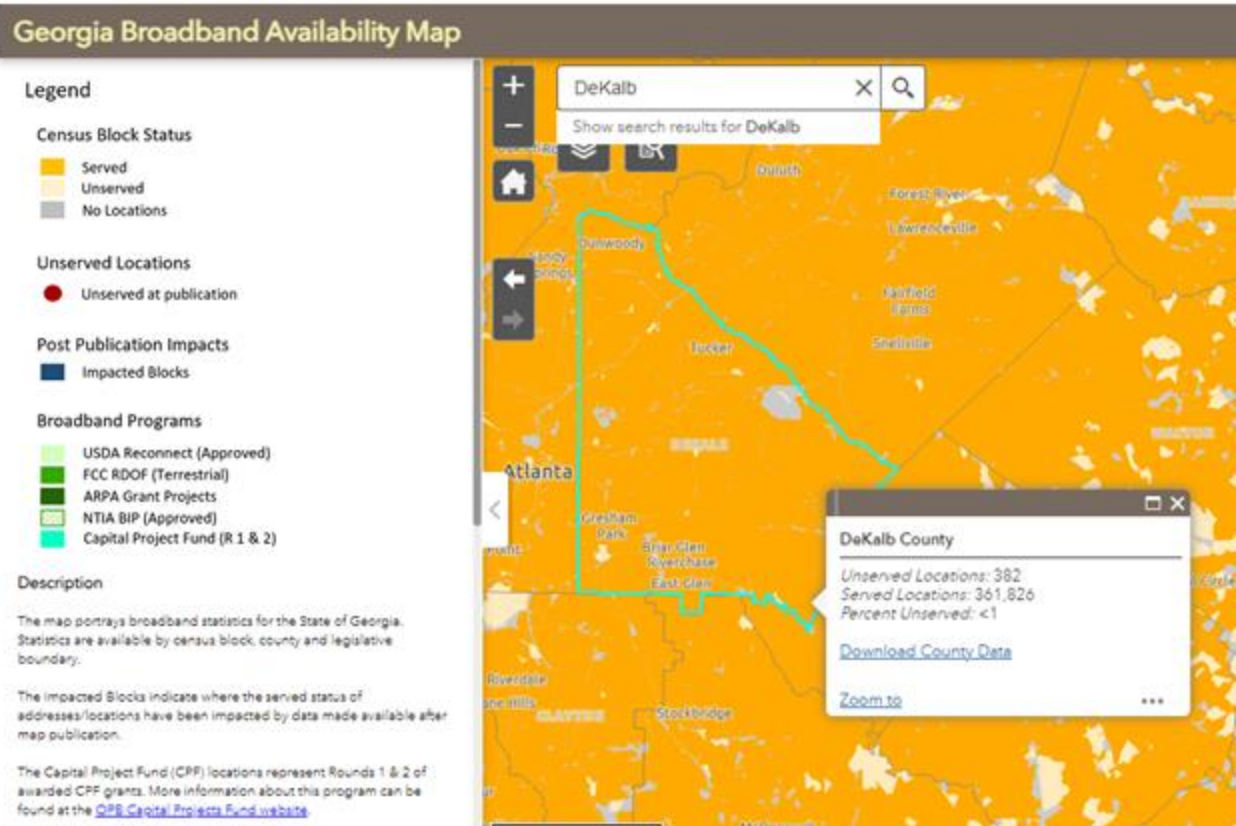 Georgia Broadband Availability Map
Legend
Census Block Status
Served
Unserved
No Locations
Unserved Locations
Unserved at publication
Post Publication Impacts
Impacted Blocks
Broadband Programs
USDA Reconnect (Approved)
FCC RDOF (Terrestrial)
ARPA Grant Projects
NTIA BIP (Approved)
Capital Project Fund (R 1 & 2)
Description
The map portrays broadband statistics for the State of Georgia.
Statistics are available by census block, county and legislative
boundary.
The Impacted Blocks indicate where the served status of
addresses/locations have been impacted by data made available after
map publication.
The Capital Project Fund (CPF) locations represent Rounds 1 & 2 of
awarded CPF grants. More information about this program can be
found at the OPB Capital Projects Fund website.
DeKalb
Show search results for DeKalb
Duluth
Forest River
Lawrenceville
Dunwoody
Sandy
Springs
Fairfield
Farms
Tucker
Snellville
DEKALB
WALTON
Atlanta
Gresham
Park
Point
Briar Glen
Riverchase
East Glen
DeKalb County
Unserved Locations: 382
Served Locations: 361,826
Percent Unserved: <1
Download County Data
Zoom to
Circle
Riverdale
CLAYTON
Stockbridge